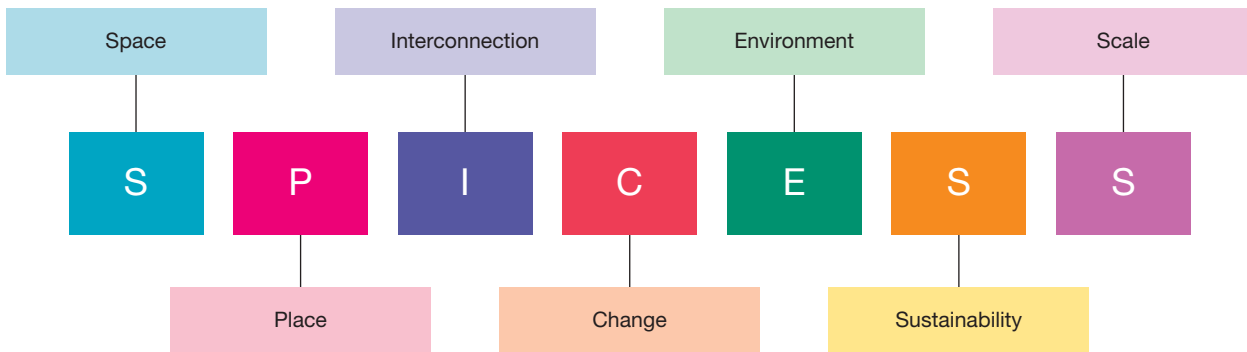 Space
Interconnection
Environment
Scale
S P I C E S S
Place
Change
Sustainability